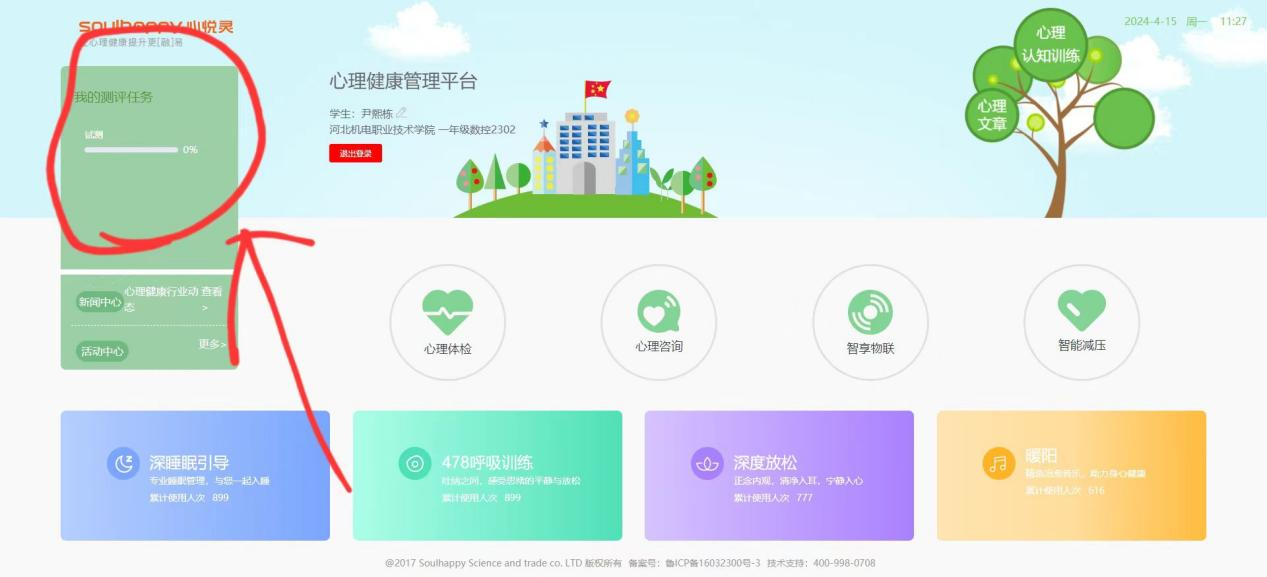 soulhappy 心悦灵
心理健康提升更[融]易
我的测评任务
试测
0%
心理健康管理平台
学生：尹熙栋
河北机电职业技术学院 一年级数控2302
退出登录
心理
认知训练
心理
文章
2024-4-15 周一 11:27
新闻中心
心理健康行业动态
查看 >
活动中心
更多>
心理体检
心理咨询
智享物联
智能减压
深睡眠引导
专业睡眠管理，与您一起入睡
累计使用人次 899
478呼吸训练
吐纳之间，感受思绪的平静与放松
累计使用人次 899
深度放松
正念内观，清净入耳，宁静入心
累计使用人次 777
暖阳
助力身心健康
累计使用人次 616
@2017 Soulhappy Science and trade co. LTD 版权所有 备案号：鲁ICP备16032300号-3 技术支持：400-998-0708